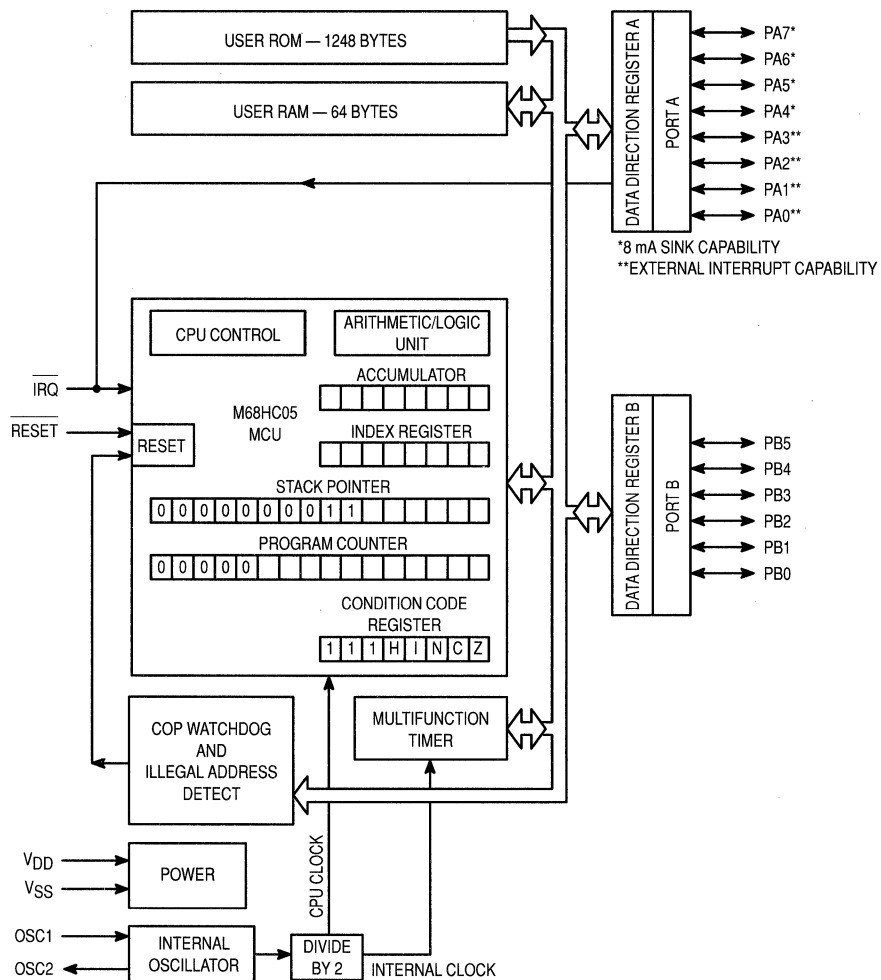 USER ROM — 1248 BYTES
USER RAM — 64 BYTES
DATA DIRECTION REGISTER A
PORT A
PA7*
PA6*
PA5*
PA4*
PA3**
PA2**
PA1**
PA0**
*8 mA SINK CAPABILITY
**EXTERNAL INTERRUPT CAPABILITY
CPU CONTROL
ARITHMETIC/LOGIC
UNIT
IRQ
RESET
RESET
M68HC05
MCU
ACCUMULATOR
INDEX REGISTER
STACK POINTER
0 0 0 0 0 0 0 0 1 1
PROGRAM COUNTER
0 0 0 0 0
CONDITION CODE
REGISTER
1 1 1 H I N C Z
DATA DIRECTION REGISTER B
PORT B
PB5
PB4
PB3
PB2
PB1
PB0
COP WATCHDOG
AND
ILLEGAL ADDRESS
DETECT
MULTIFUNCTION
TIMER
VDD
VSS
POWER
CPU CLOCK
OSC1
OSC2
INTERNAL
OSCILLATOR
DIVIDE
BY 2
INTERNAL CLOCK